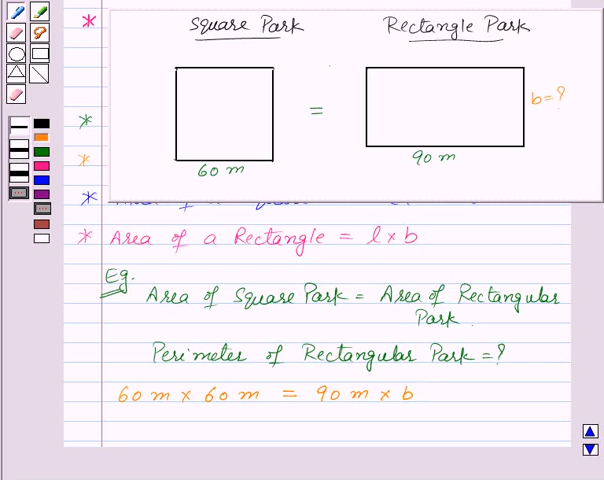 * Square Park Rectangle Park
= b = ?
*
60 m 90 m
*
*
* Area of a Rectangle = l × b
Eg.
Area of Square Park = Area of Rectangular
Park
Perimeter of Rectangular Park = ?
60 m × 60 m = 90 m × b